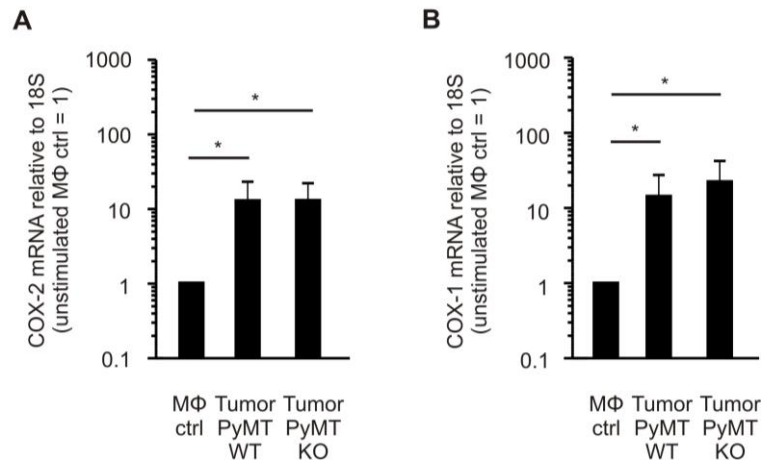 A
COX-2 mRNA relative to 18S
(unstimulated MΦ ctrl = 1)
1000
100
10
1
0.1
*
*
MΦ
ctrl
Tumor
PyMT
WT
Tumor
PyMT
KO
B
COX-1 mRNA relative to 18S
(unstimulated MΦ ctrl = 1)
1000
100
10
1
0.1
*
*
MΦ
ctrl
Tumor
PyMT
WT
Tumor
PyMT
KO